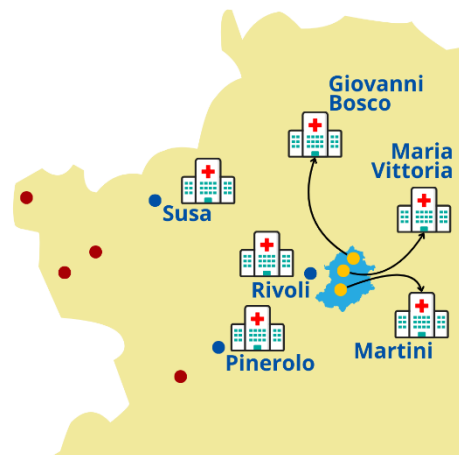 Giovanni
Bosco
Maria
Vittoria
Susa
Rivoli
Martini
Pinerolo